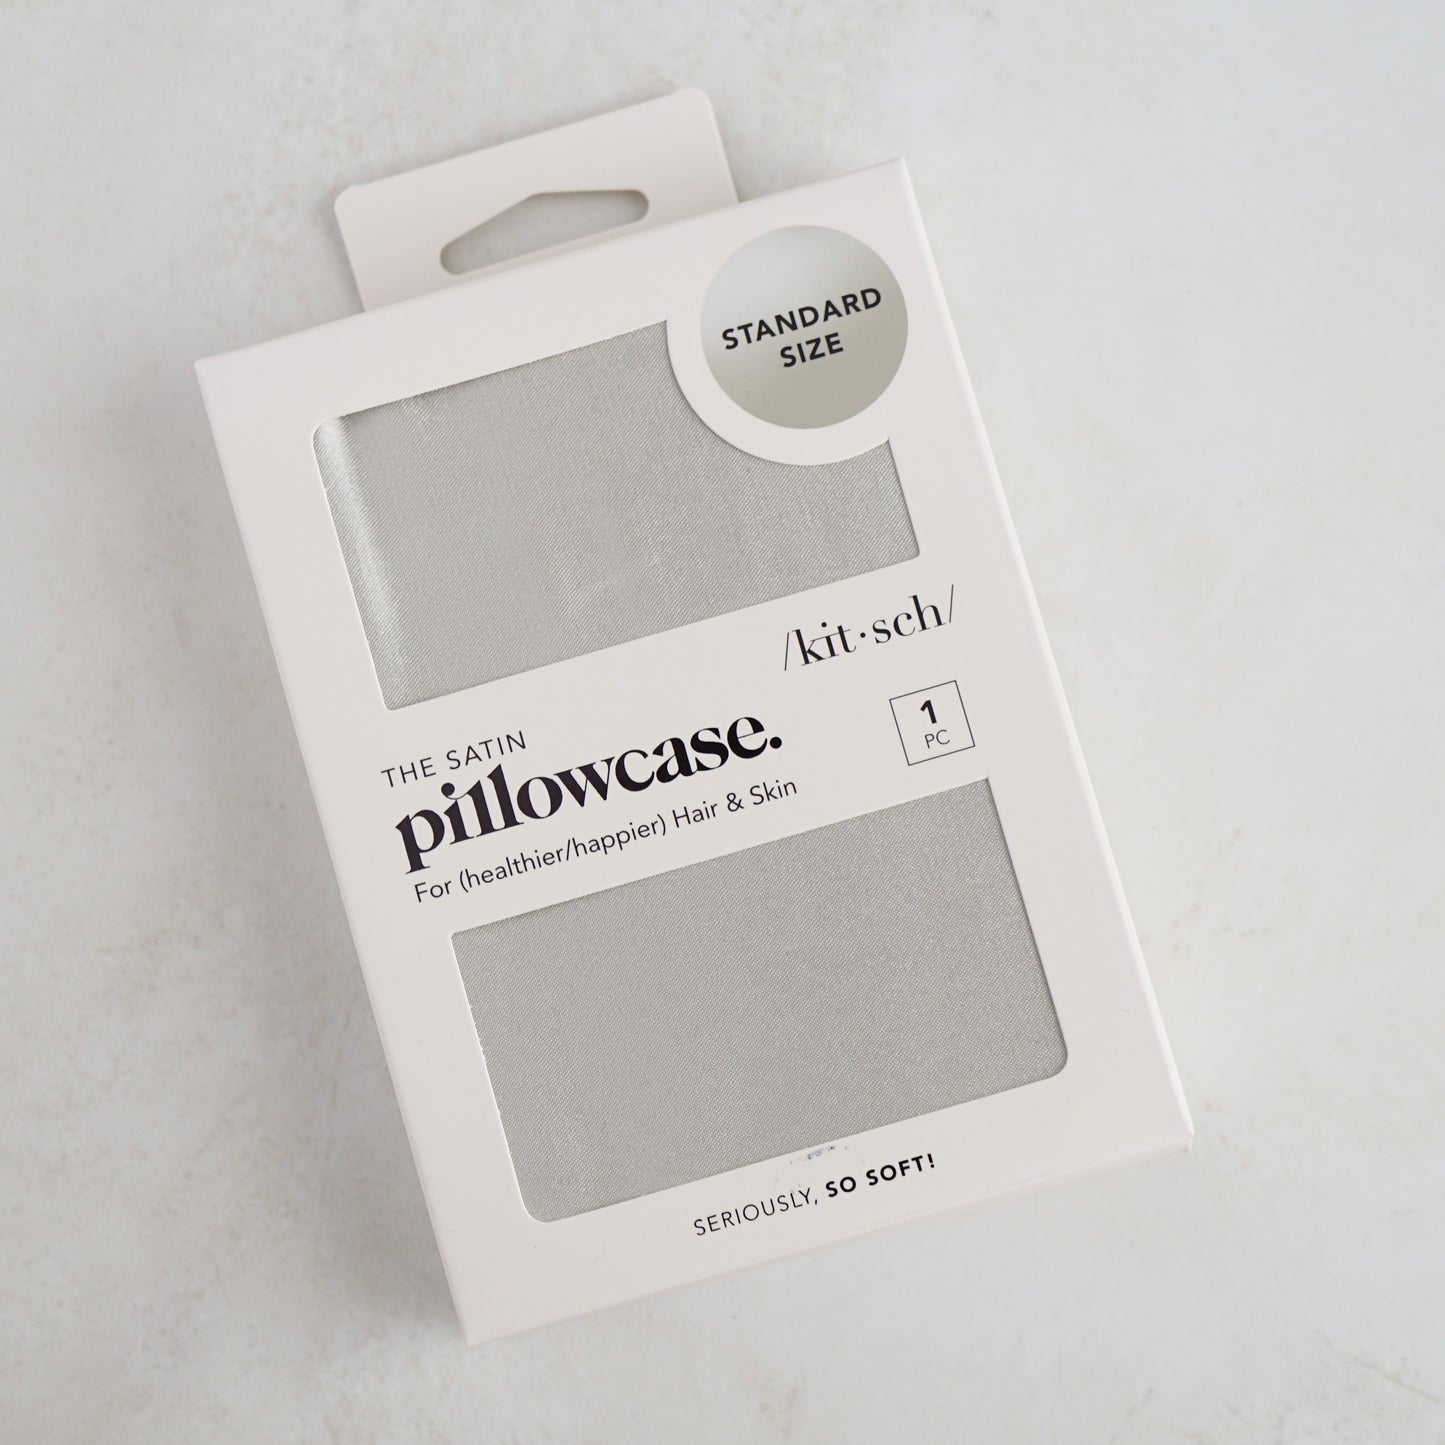 STANDARD
SIZE
/kit·sch/
1
PC
THE SATIN
pillowcase.
For (healthier/happier) Hair & Skin
SERIOUSLY, SO SOFT!